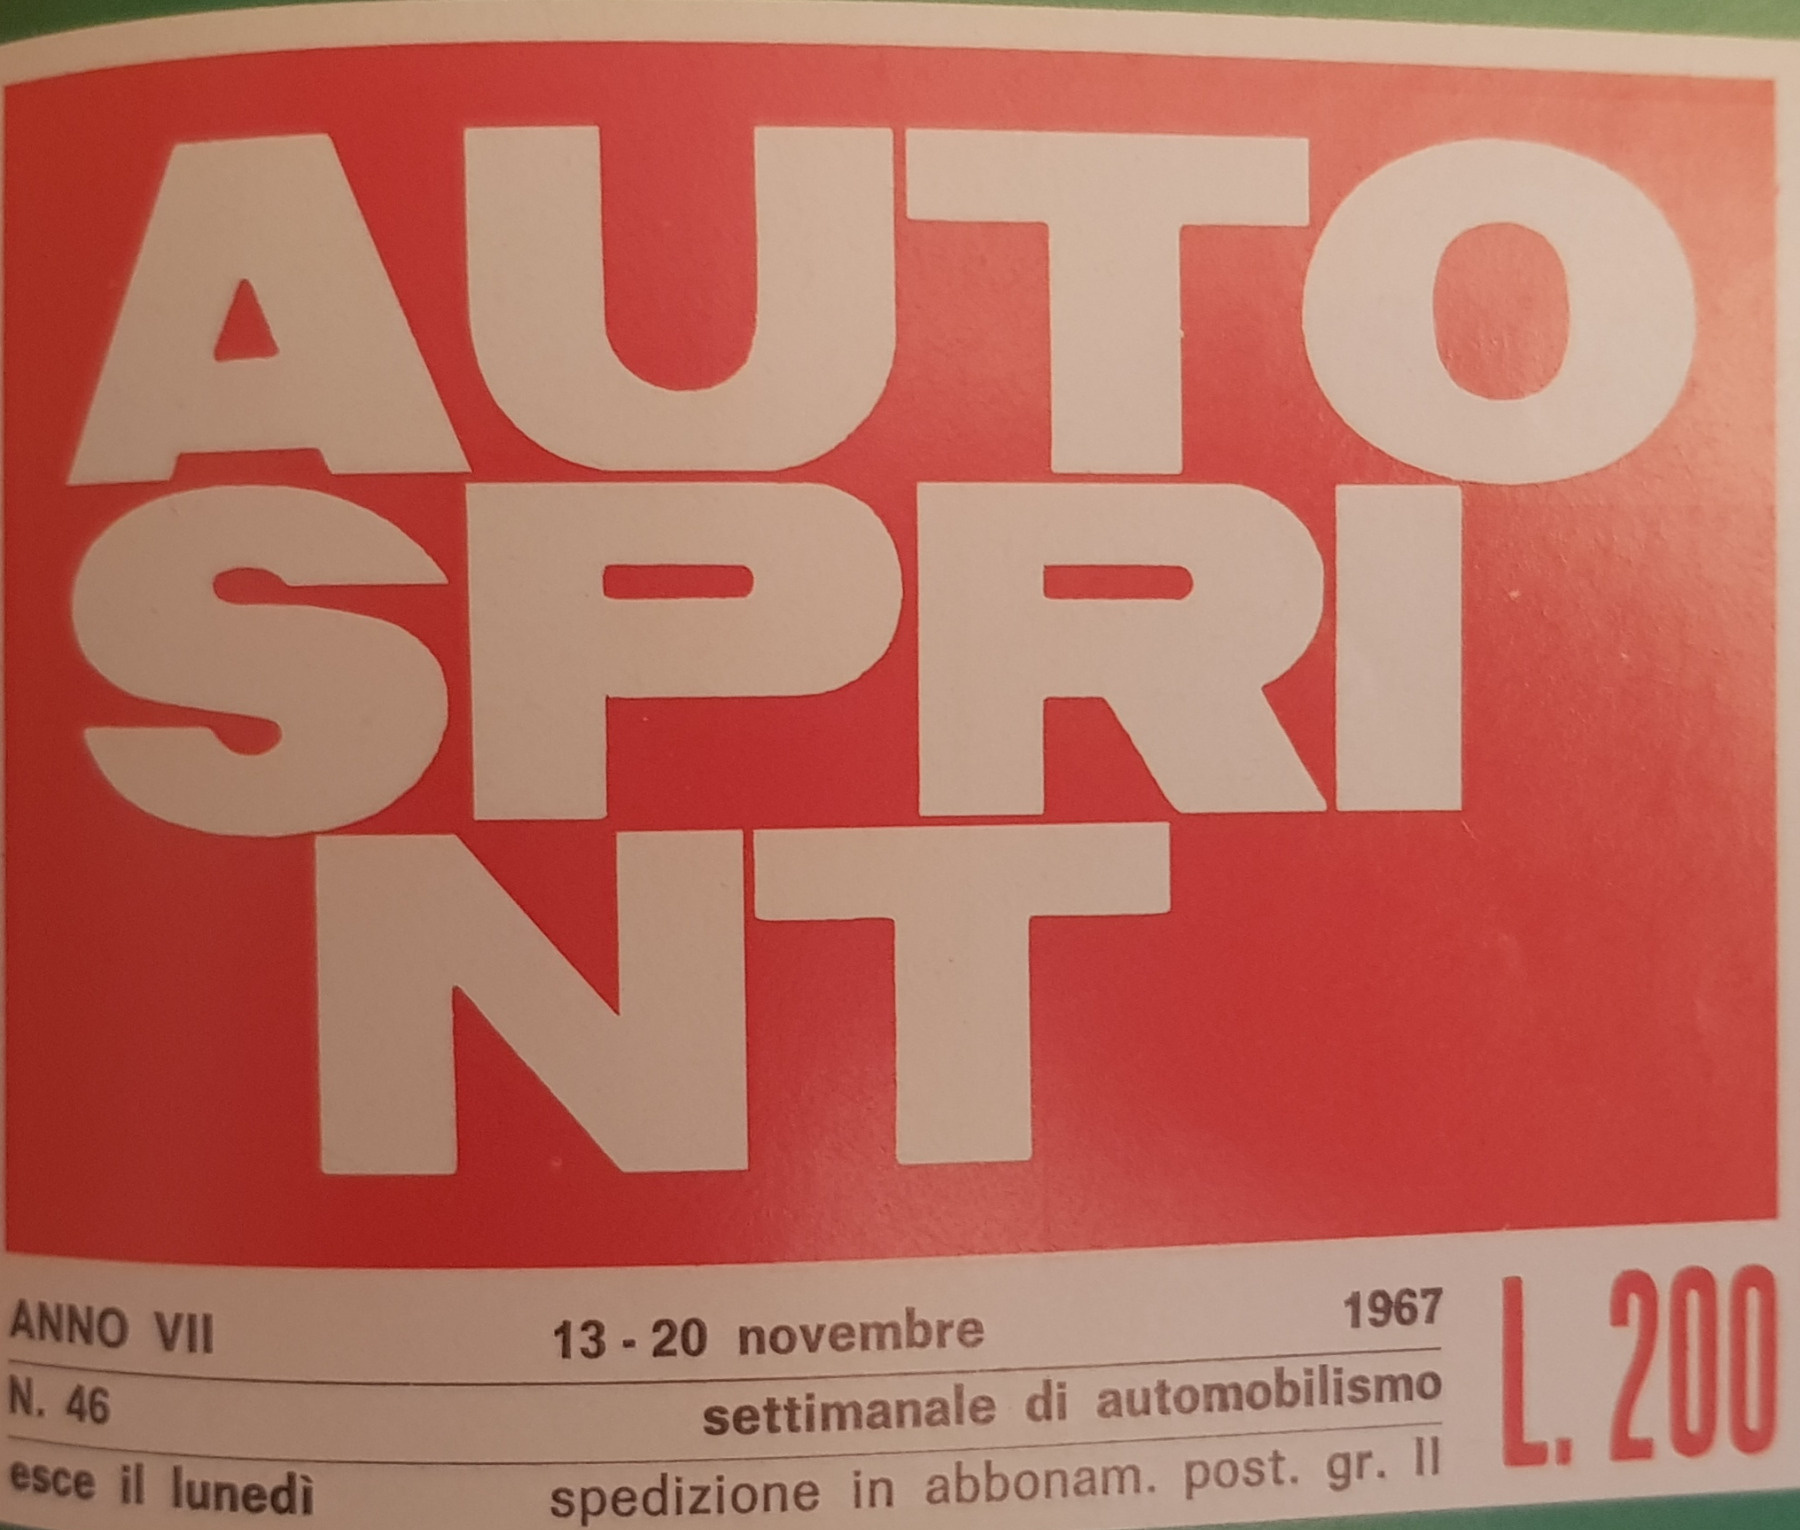 AUTO
SPRI
NT
ANNO VII 13 - 20 novembre 1967
N. 46 settimanale di automobilismo
esce il lunedì spedizione in abbonam. post. gr. II
L. 200